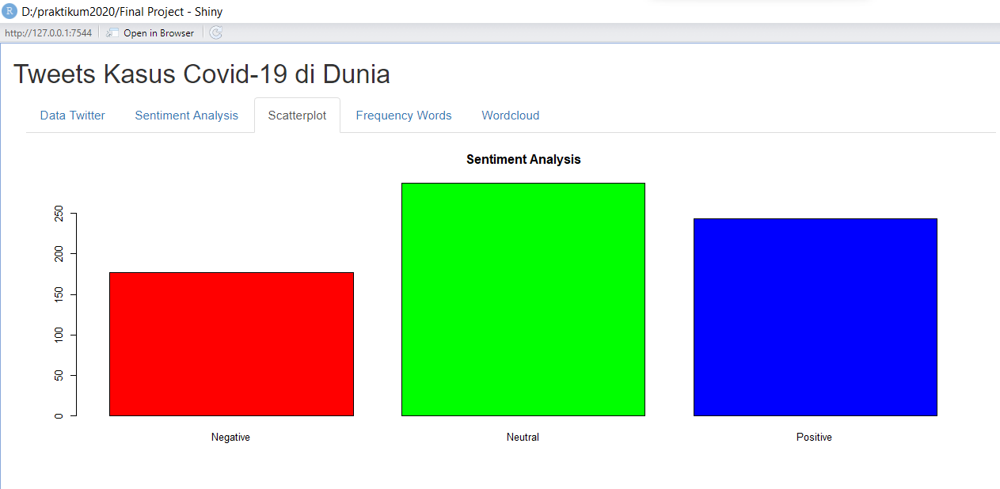 R D:/praktikum2020/Final Project - Shiny
http://127.0.0.1:7544 Open in Browser
Tweets Kasus Covid-19 di Dunia
Data Twitter Sentiment Analysis Scatterplot Frequency Words Wordcloud
Sentiment Analysis
250
200
150
100
50
0
Negative Neutral Positive